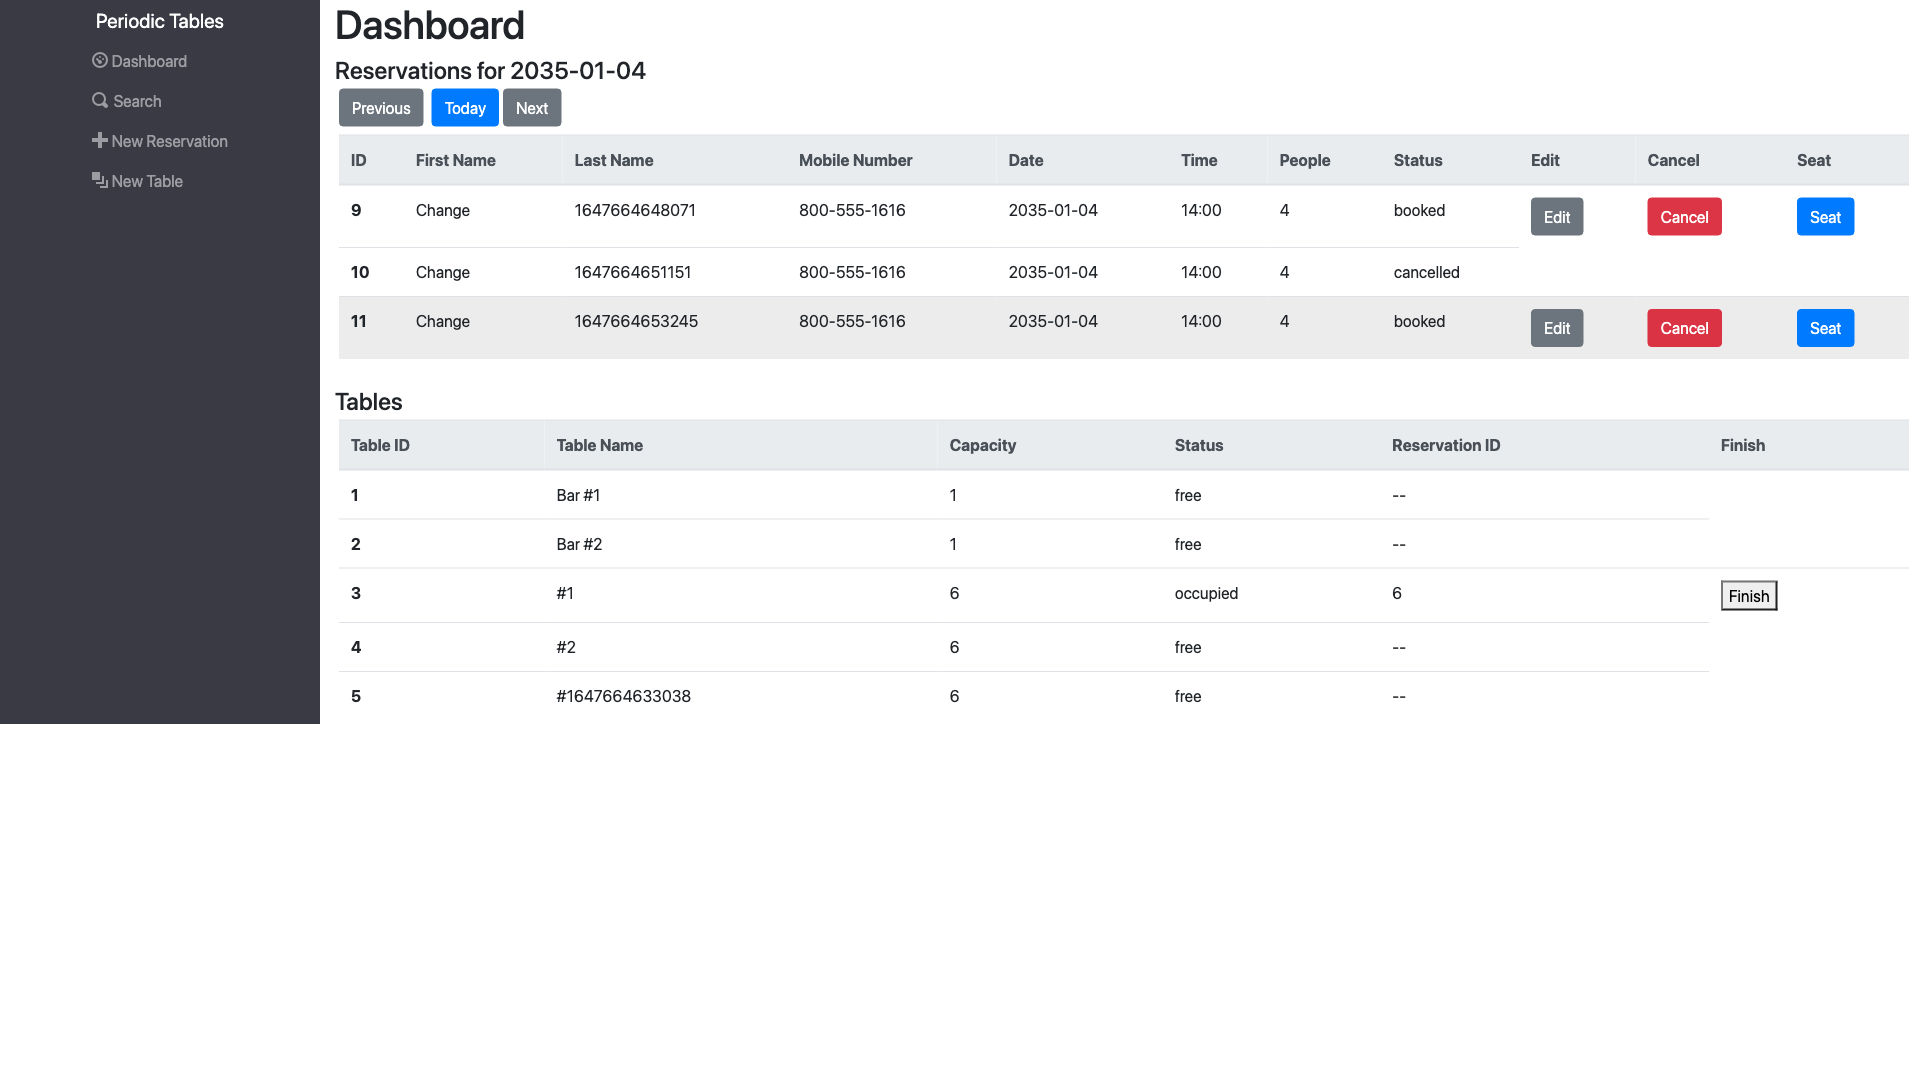 Periodic Tables
Dashboard
Search
New Reservation
New Table
Dashboard
Reservations for 2035-01-04
Previous Today Next
ID First Name Last Name Mobile Number Date Time People Status Edit Cancel Seat
9 Change 1647664648071 800-555-1616 2035-01-04 14:00 4 booked Edit Cancel Seat
10 Change 1647664651151 800-555-1616 2035-01-04 14:00 4 cancelled
11 Change 1647664653245 800-555-1616 2035-01-04 14:00 4 booked Edit Cancel Seat
Tables
Table ID Table Name Capacity Status Reservation ID Finish
1 Bar #1 1 free --
2 Bar #2 1 free --
3 #1 6 occupied 6 Finish
4 #2 6 free --
5 #1647664633038 6 free --